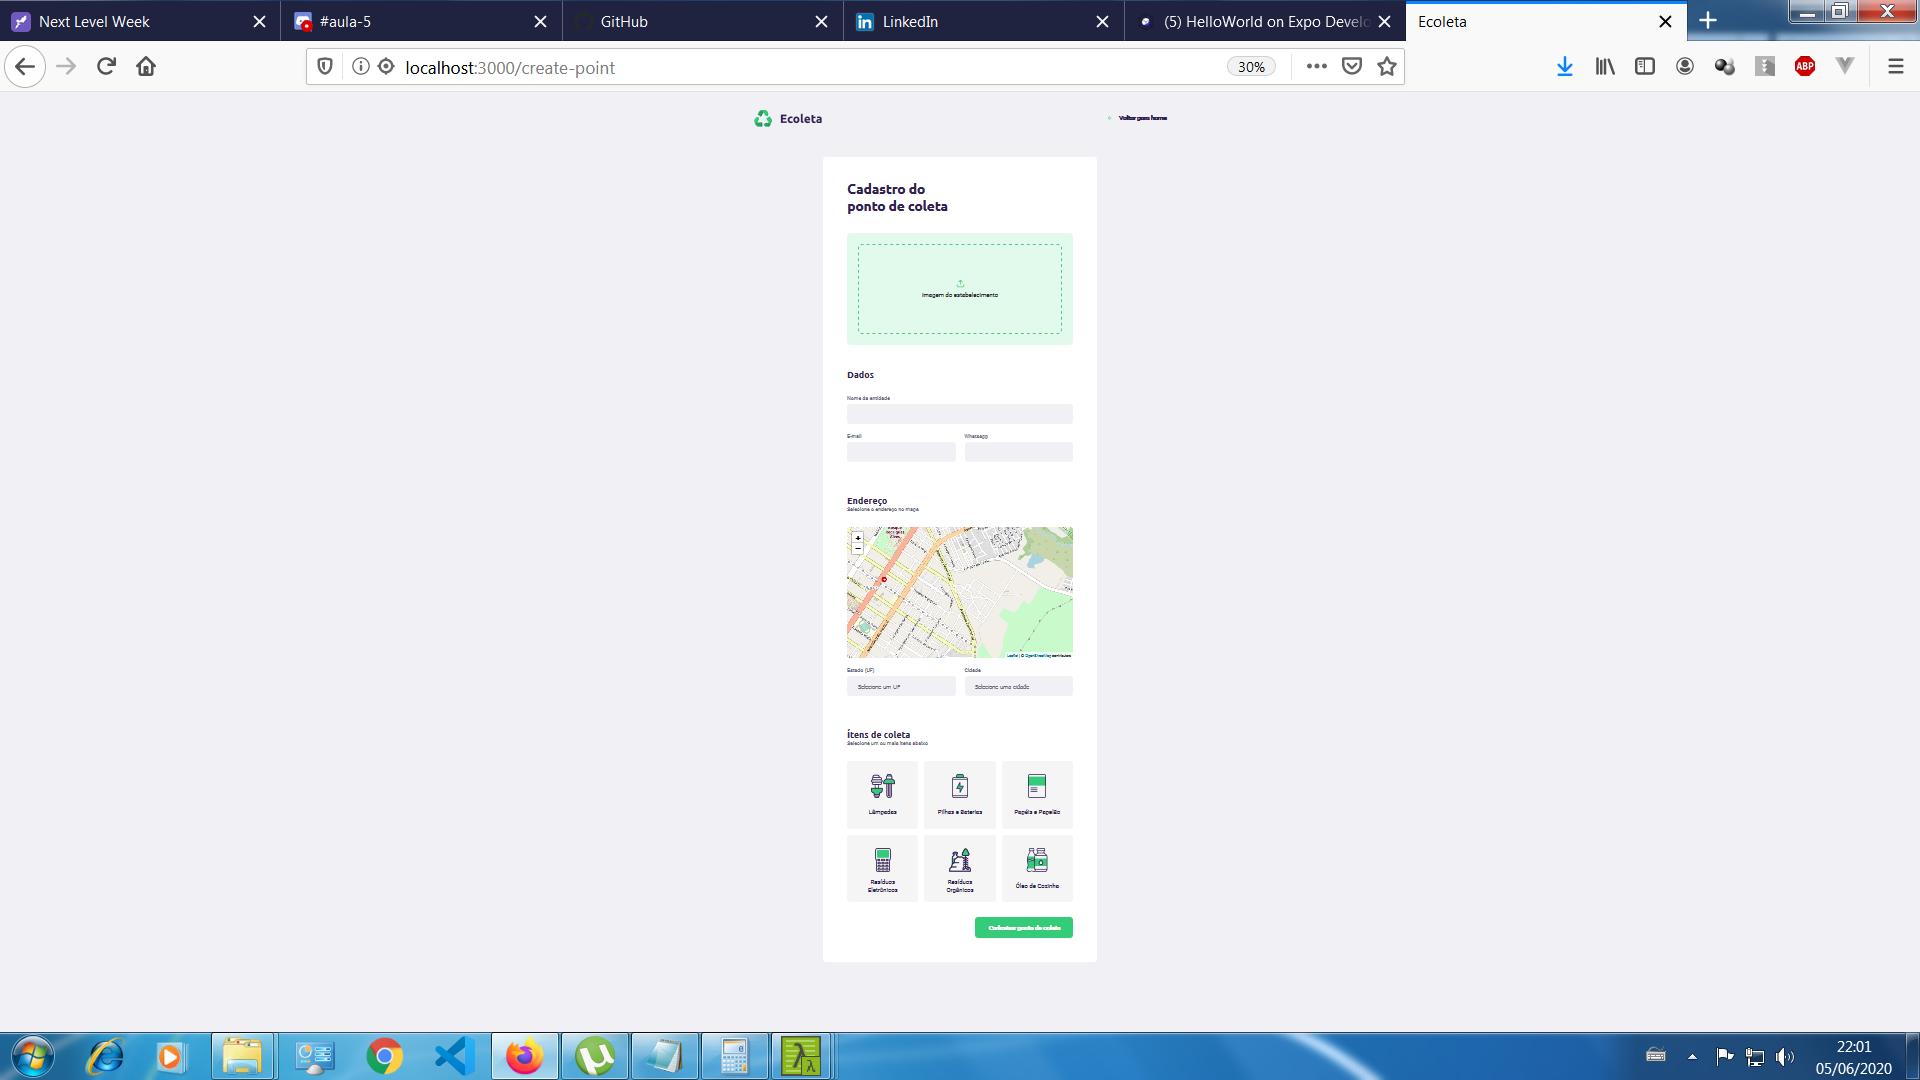 Next Level Week
#aula-5
GitHub
LinkedIn
(5) HelloWorld on Expo Develo
Ecoleta
localhost:3000/create-point
30%
ABP
Ecoleta
Voltar para home
Cadastro do
ponto de coleta
Imagem do estabelecimento
Dados
Nome da entidade
E-mail
Whatsapp
Endereço
Selecione o endereço no mapa
+
−
Leaflet | © OpenStreetMap contributors
Estado (UF)
Cidade
Selecione um UF
Selecione uma cidade
Ítens de coleta
Selecione um ou mais ítens abaixo
Lâmpadas
Pilhas e Baterias
Papéis e Papelão
Resíduos
Eletrônicos
Resíduos
Orgânicos
Óleo de Cozinha
Cadastrar ponto de coleta
22:01
05/06/2020